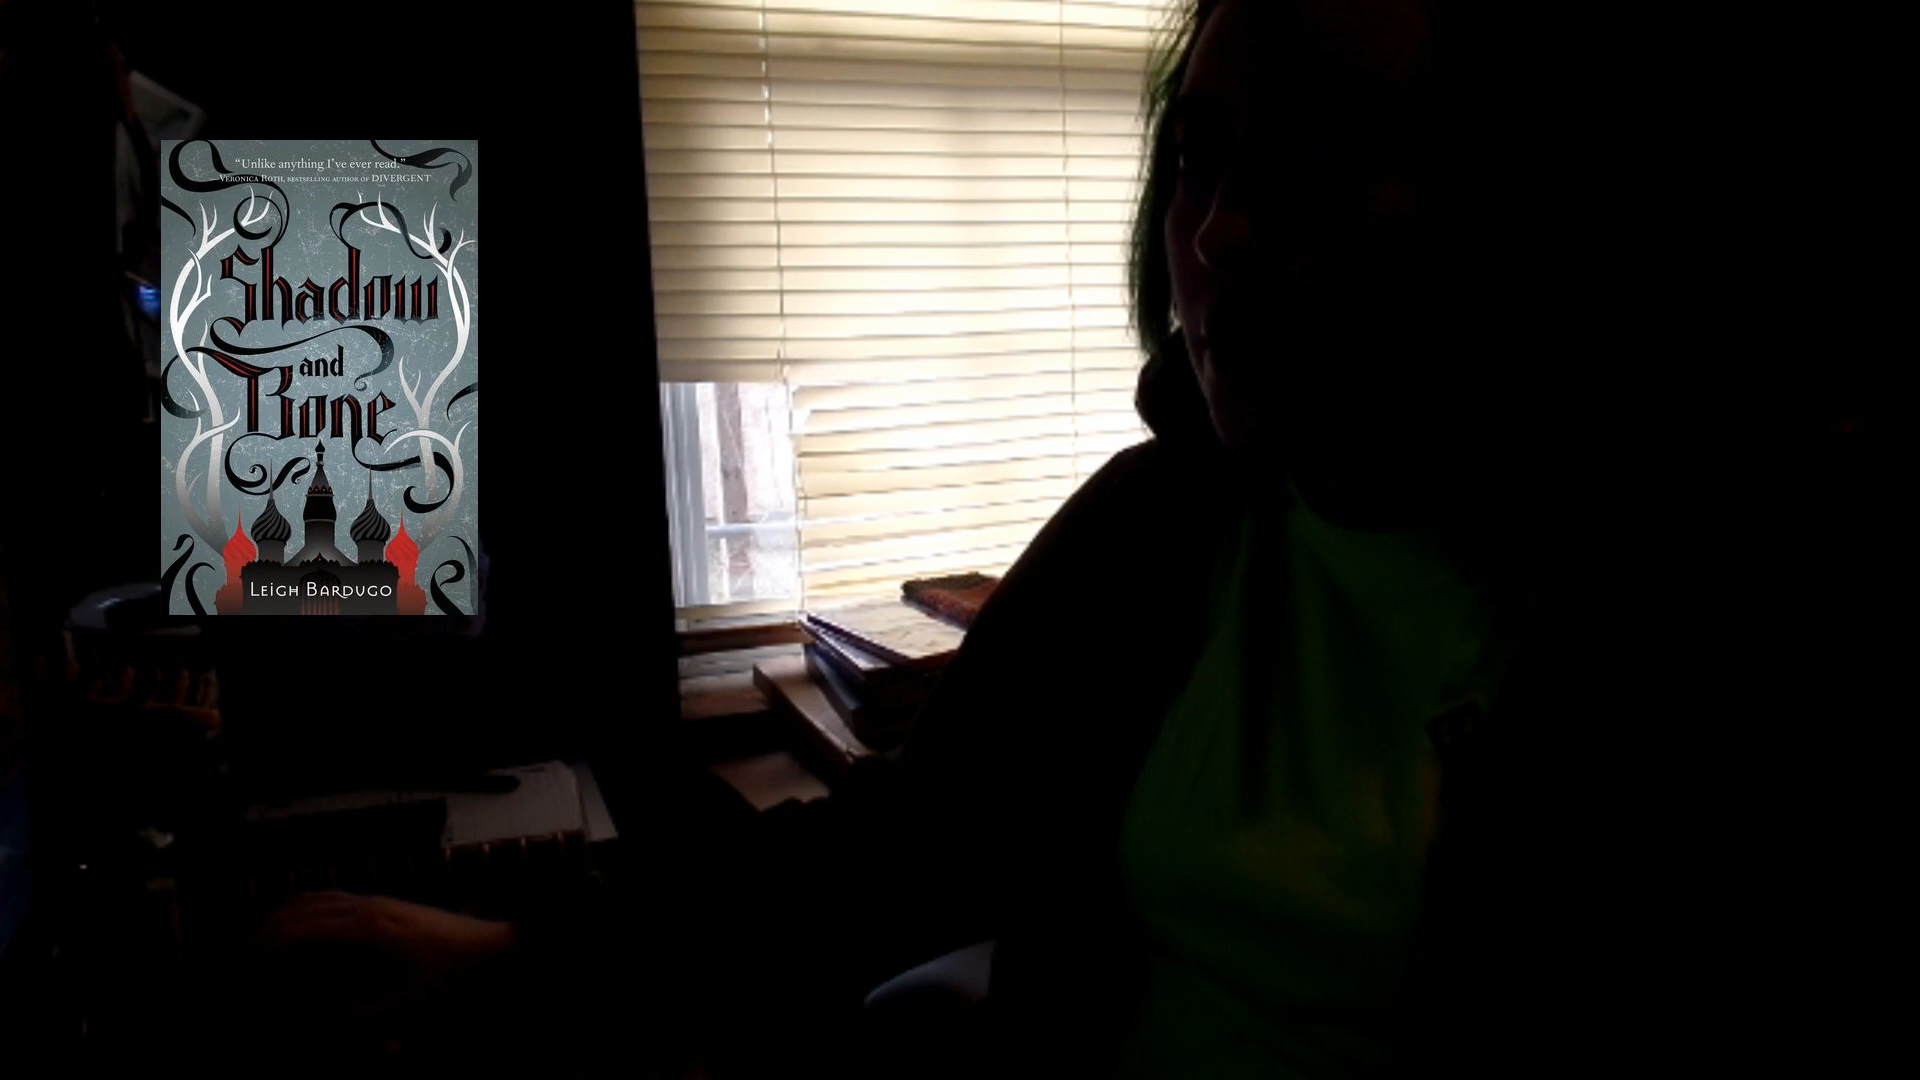 “Unlike anything I’ve ever read.”
Veronica Roth, bestselling author of DIVERGENT
Shadow
and
Bone
Leigh Bardugo